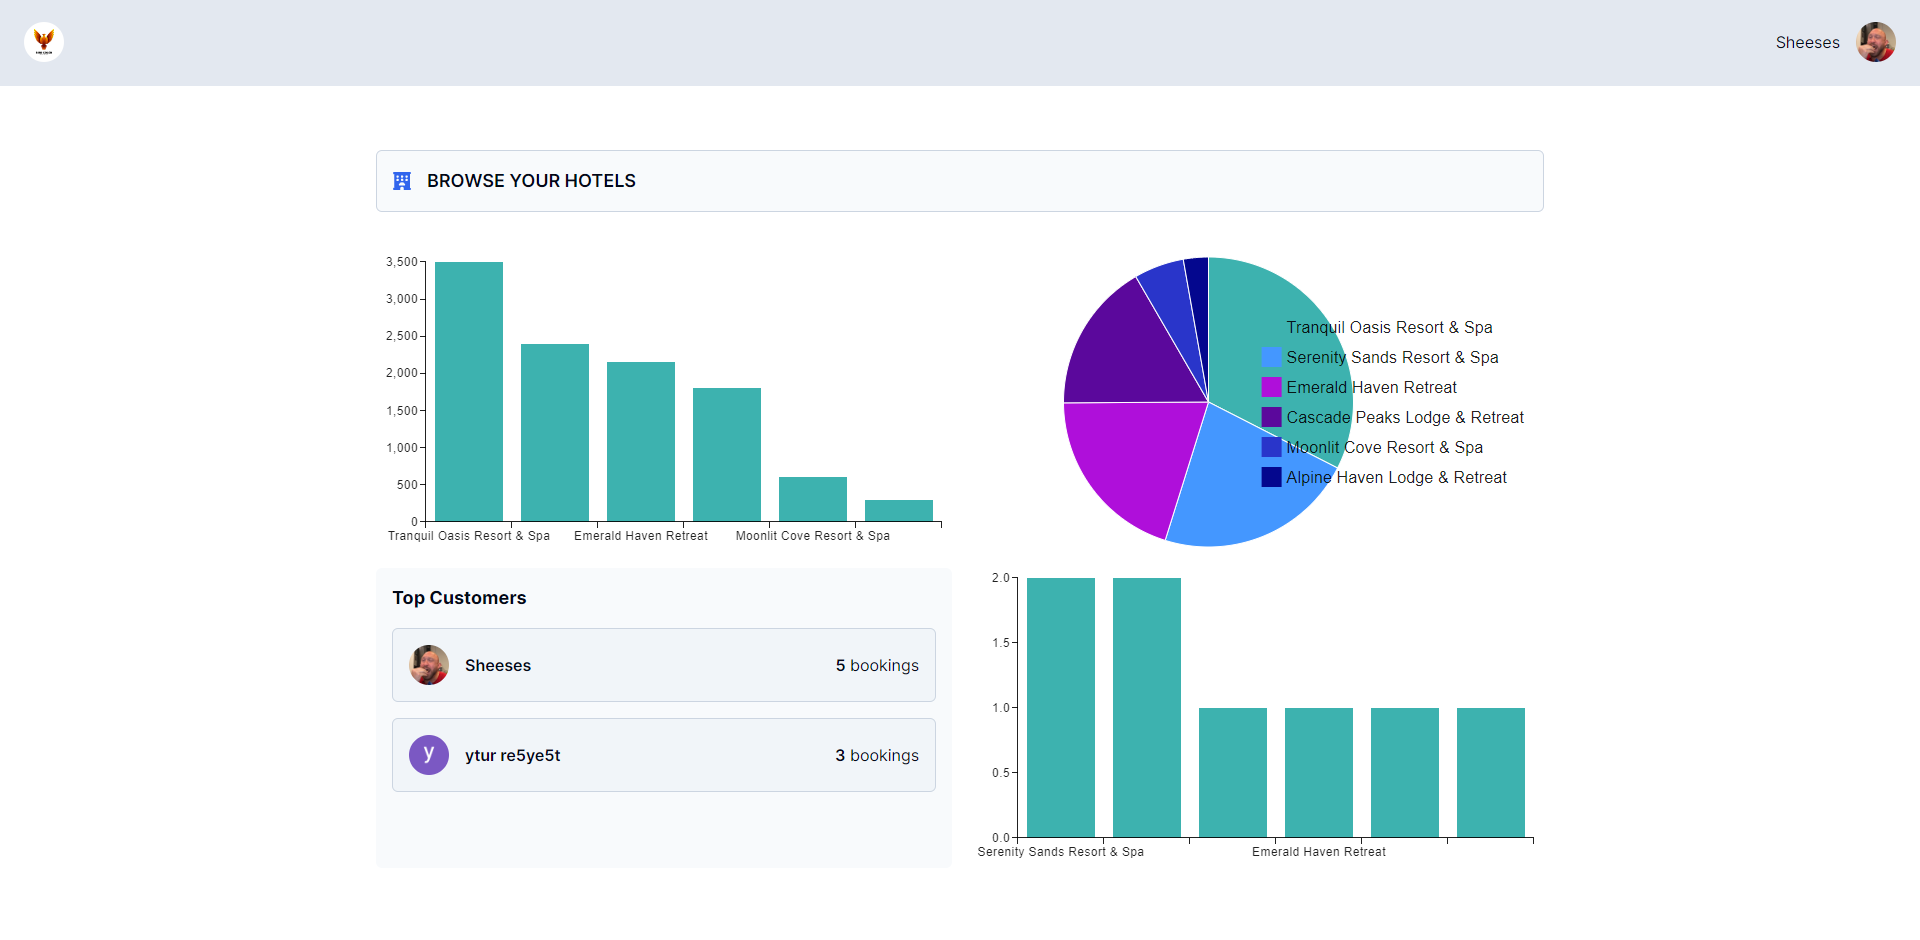 Sheeses
BROWSE YOUR HOTELS
3,500
3,000
2,500
2,000
1,500
1,000
500
0
Tranquil Oasis Resort & Spa
Emerald Haven Retreat
Moonlit Cove Resort & Spa
Tranquil Oasis Resort & Spa
Serenity Sands Resort & Spa
Emerald Haven Retreat
Cascade Peaks Lodge & Retreat
Moonlit Cove Resort & Spa
Alpine Haven Lodge & Retreat
Top Customers
Sheeses
5 bookings
y
ytur re5ye5t
3 bookings
2.0
1.5
1.0
0.5
0.0
Serenity Sands Resort & Spa
Emerald Haven Retreat